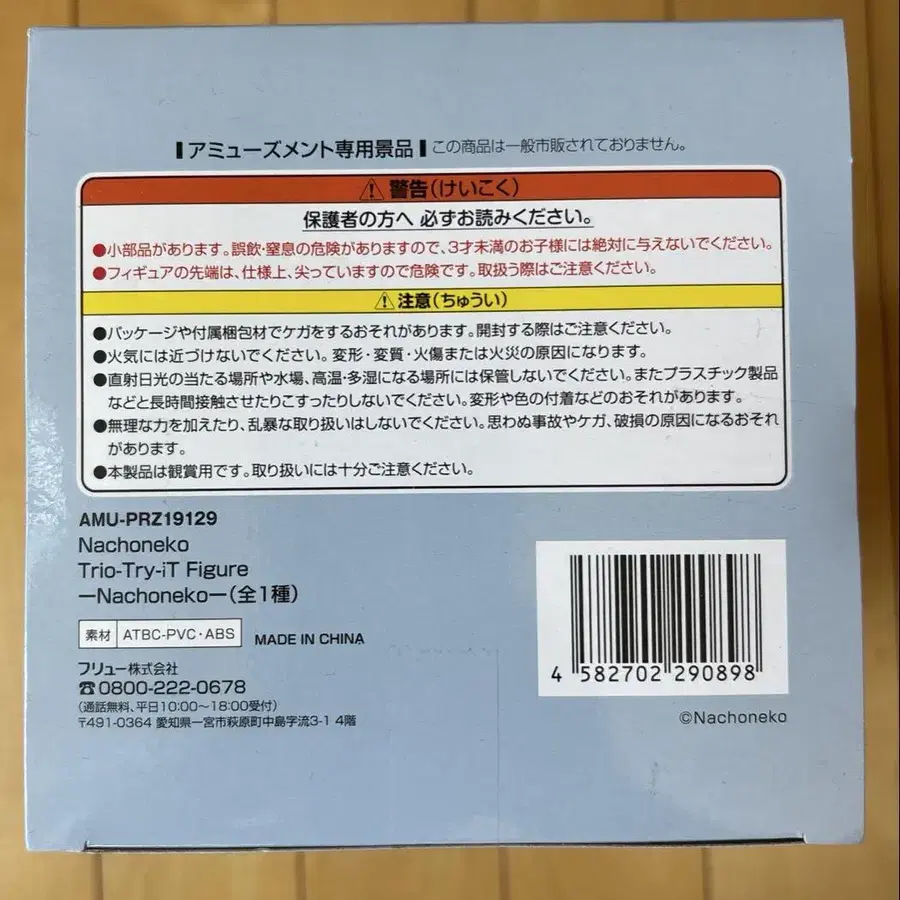 アミューズメント専用景品 この商品は一般市販されておりません。
⚠警告(けいこく)
保護者の方へ 必ずお読みください。
●小部品があります。誤飲・窒息の危険がありますので、3才未満のお子様には絶対に与えないでください。
●フィギュアの先端は、仕様上、尖っていますので危険です。取扱う際はご注意ください。
⚠注意(ちゅうい)
●パッケージや付属梱包材でケガをするおそれがあります。開封する際はご注意ください。
●火気には近づけないでください。変形・変質・火傷または火災の原因になります。
●直射日光の当たる場所や水場、高温・多湿になる場所には保管しないでください。またプラスチック製品
などと長時間接触させたりこすったりしないでください。変形や色の付着などのおそれがあります。
●無理な力を加えたり、乱暴な取り扱いはしないでください。思わぬ事故やケガ、破損の原因になるおそれ
があります。
●本製品は観賞用です。取り扱いには十分ご注意ください。
AMU-PRZ19129
Nachoneko
Trio-Try-iT Figure
ーNachonekoー(全1種)
素材 ATBC-PVC・ABS MADE IN CHINA
フリュー株式会社
☎0800-222-0678
(通話無料、平日10:00〜18:00受付)
〒491-0364 愛知県一宮市萩原町中島字流3-1 4階
4 582702 290898
©Nachoneko